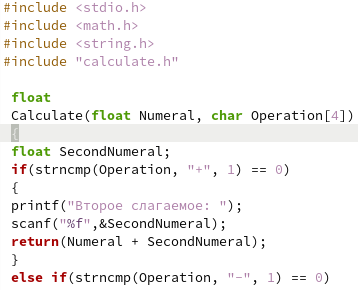 #include <stdio.h>
#include <math.h>
#include <string.h>
#include "calculate.h"
float
Calculate(float Numeral, char Operation[4])
{
float SecondNumeral;
if(strncmp(Operation, "+", 1) == 0)
{
printf("Второе слагаемое: ");
scanf("%f",&SecondNumeral);
return(Numeral + SecondNumeral);
}
else if(strncmp(Operation, "-", 1) == 0)